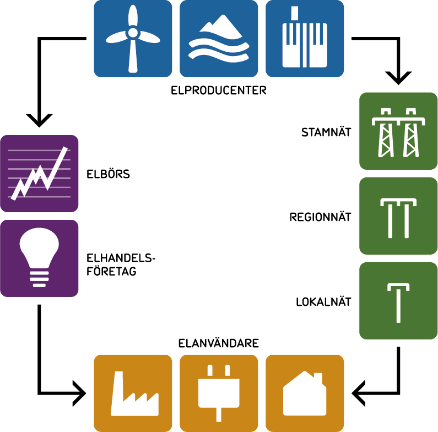 ELPRODUCENTER
STAMNÄT
ELBÖRS
REGIONNÄT
ELHANDELS-
FÖRETAG
LOKALNÄT
ELANVÄNDARE